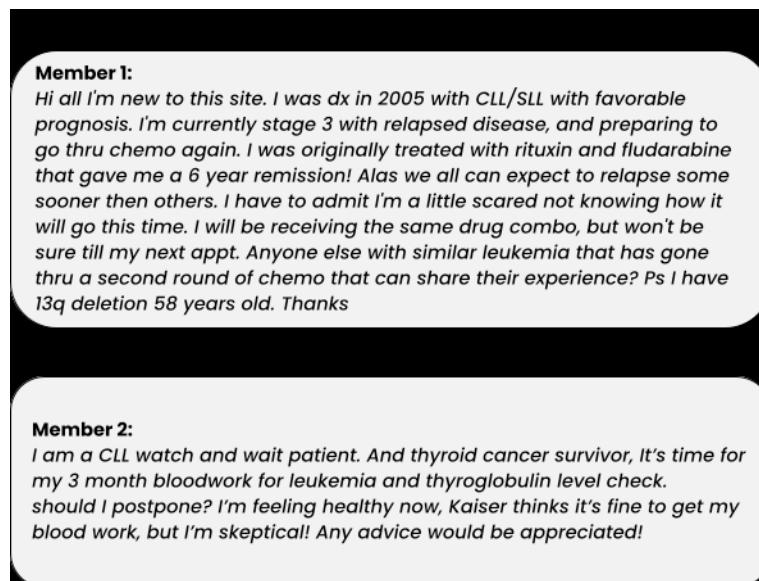 Member 1:
Hi all I'm new to this site. I was dx in 2005 with CLL/SLL with favorable
prognosis. I'm currently stage 3 with relapsed disease, and preparing to
go thru chemo again. I was originally treated with rituxin and fludarabine
that gave me a 6 year remission! Alas we all can expect to relapse some
sooner then others. I have to admit I'm a little scared not knowing how it
will go this time. I will be receiving the same drug combo, but won't be
sure till my next appt. Anyone else with similar leukemia that has gone
thru a second round of chemo that can share their experience? Ps I have
13q deletion 58 years old. Thanks
Member 2:
I am a CLL watch and wait patient. And thyroid cancer survivor, It’s time for
my 3 month bloodwork for leukemia and thyroglobulin level check.
should I postpone? I’m feeling healthy now, Kaiser thinks it’s fine to get my
blood work, but I’m skeptical! Any advice would be appreciated!